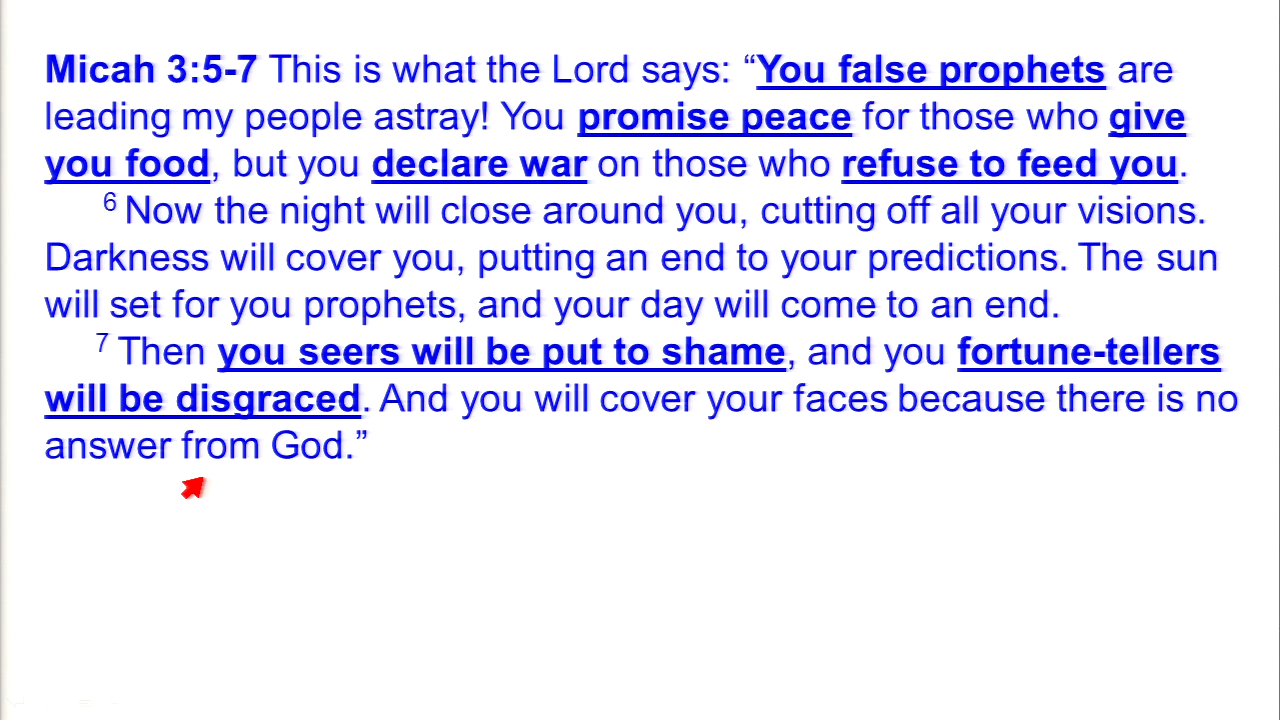 Micah 3:5-7 This is what the Lord says: “You false prophets are
leading my people astray! You promise peace for those who give
you food, but you declare war on those who refuse to feed you.
6 Now the night will close around you, cutting off all your visions.
Darkness will cover you, putting an end to your predictions. The sun
will set for you prophets, and your day will come to an end.
7 Then you seers will be put to shame, and you fortune-tellers
will be disgraced. And you will cover your faces because there is no
answer from God.”